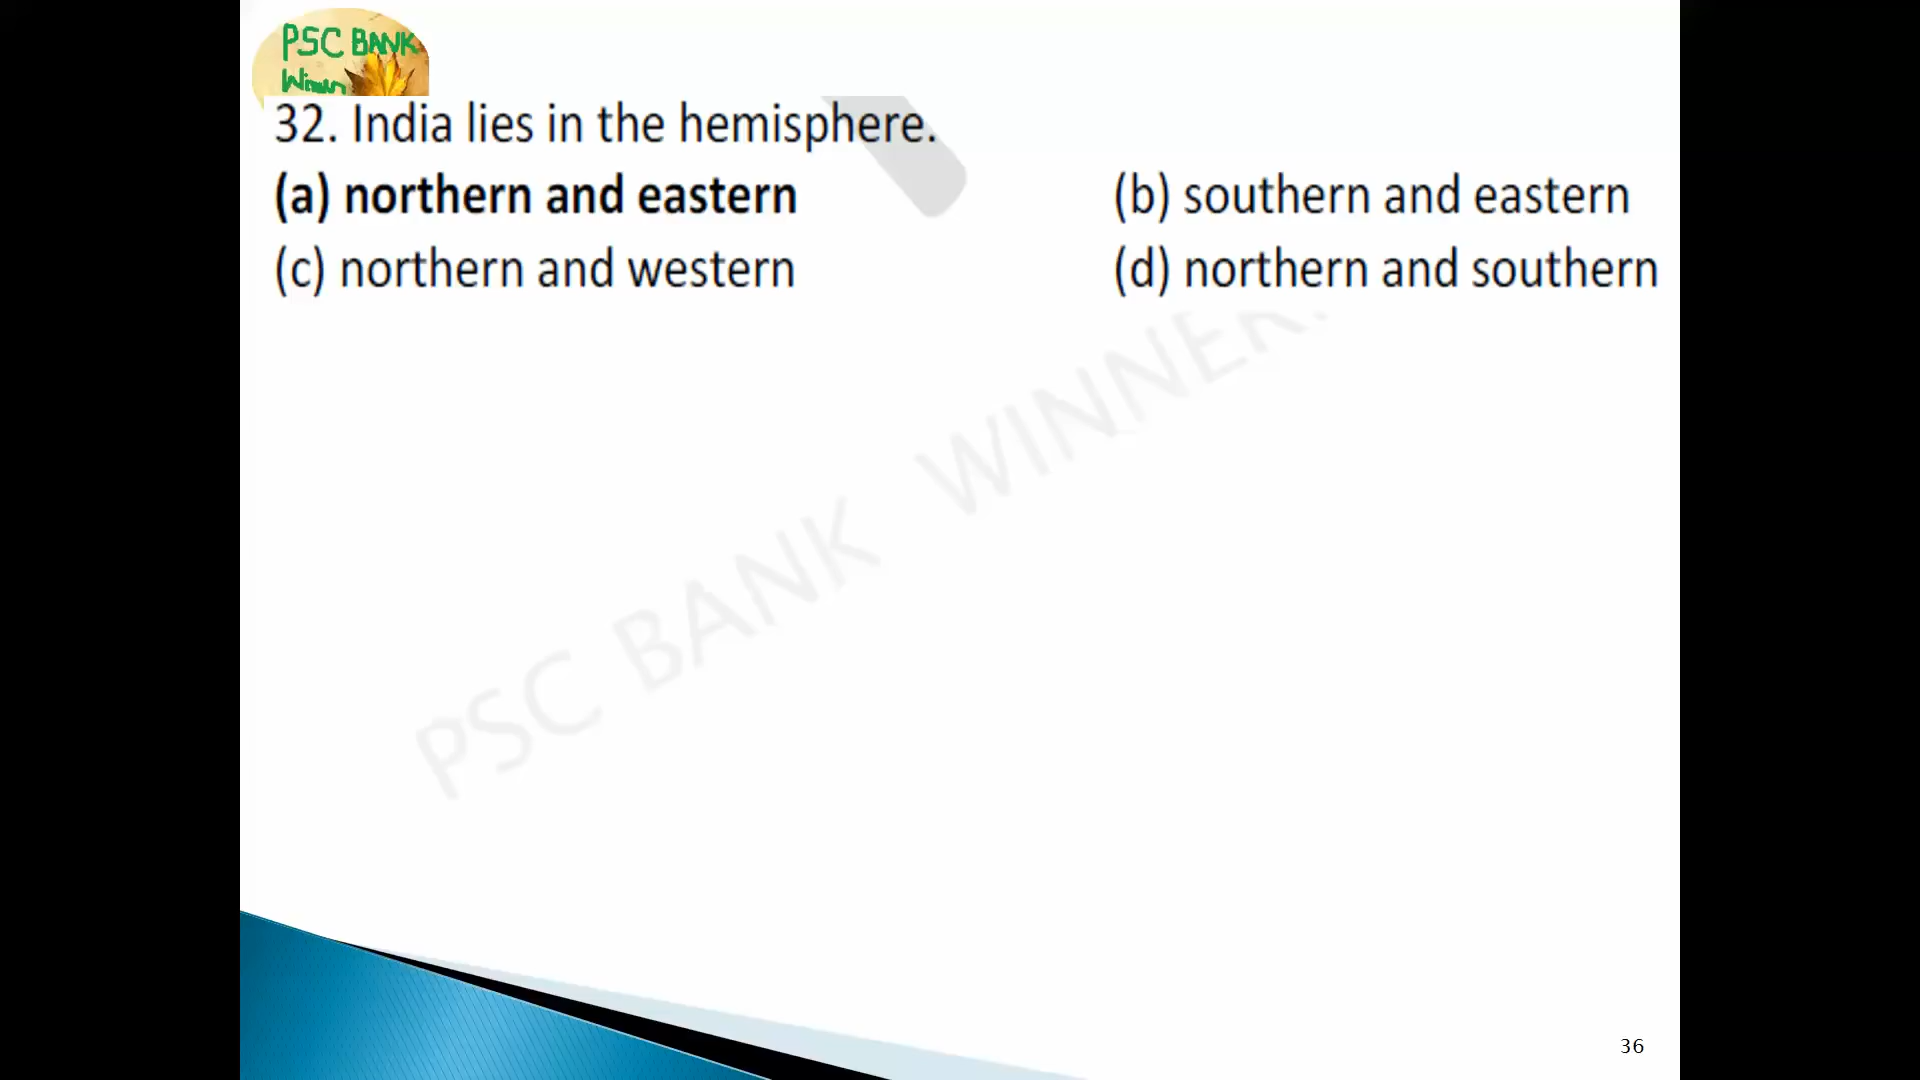 PSC BANK
Winners
32. India lies in the hemisphere.
(a) northern and eastern (b) southern and eastern
(c) northern and western (d) northern and southern
PSC BANK WINNER.
36